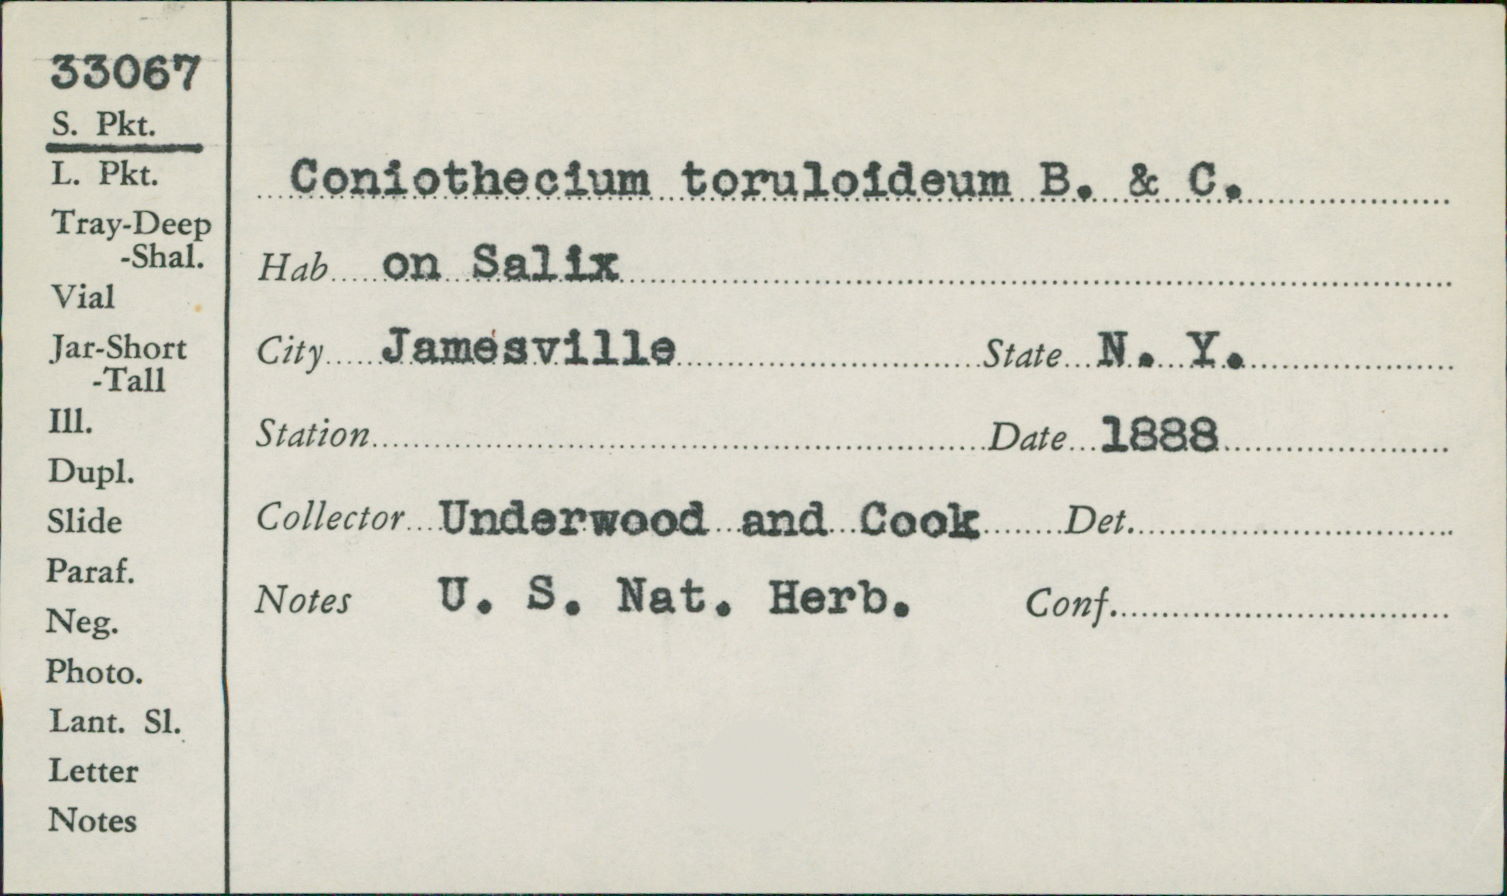 33067
S. Pkt.
L. Pkt.
Tray-Deep
-Shal.
Vial
Jar-Short
-Tall
Ill.
Dupl.
Slide
Paraf.
Neg.
Photo.
Lant. Sl.
Letter
Notes
Coniothecium toruloideum B. & C.
Hab on Salix
City Jamesville State N. Y.
Station Date 1888
Collector Underwood and Cook Det.
Notes U. S. Nat. Herb. Conf.